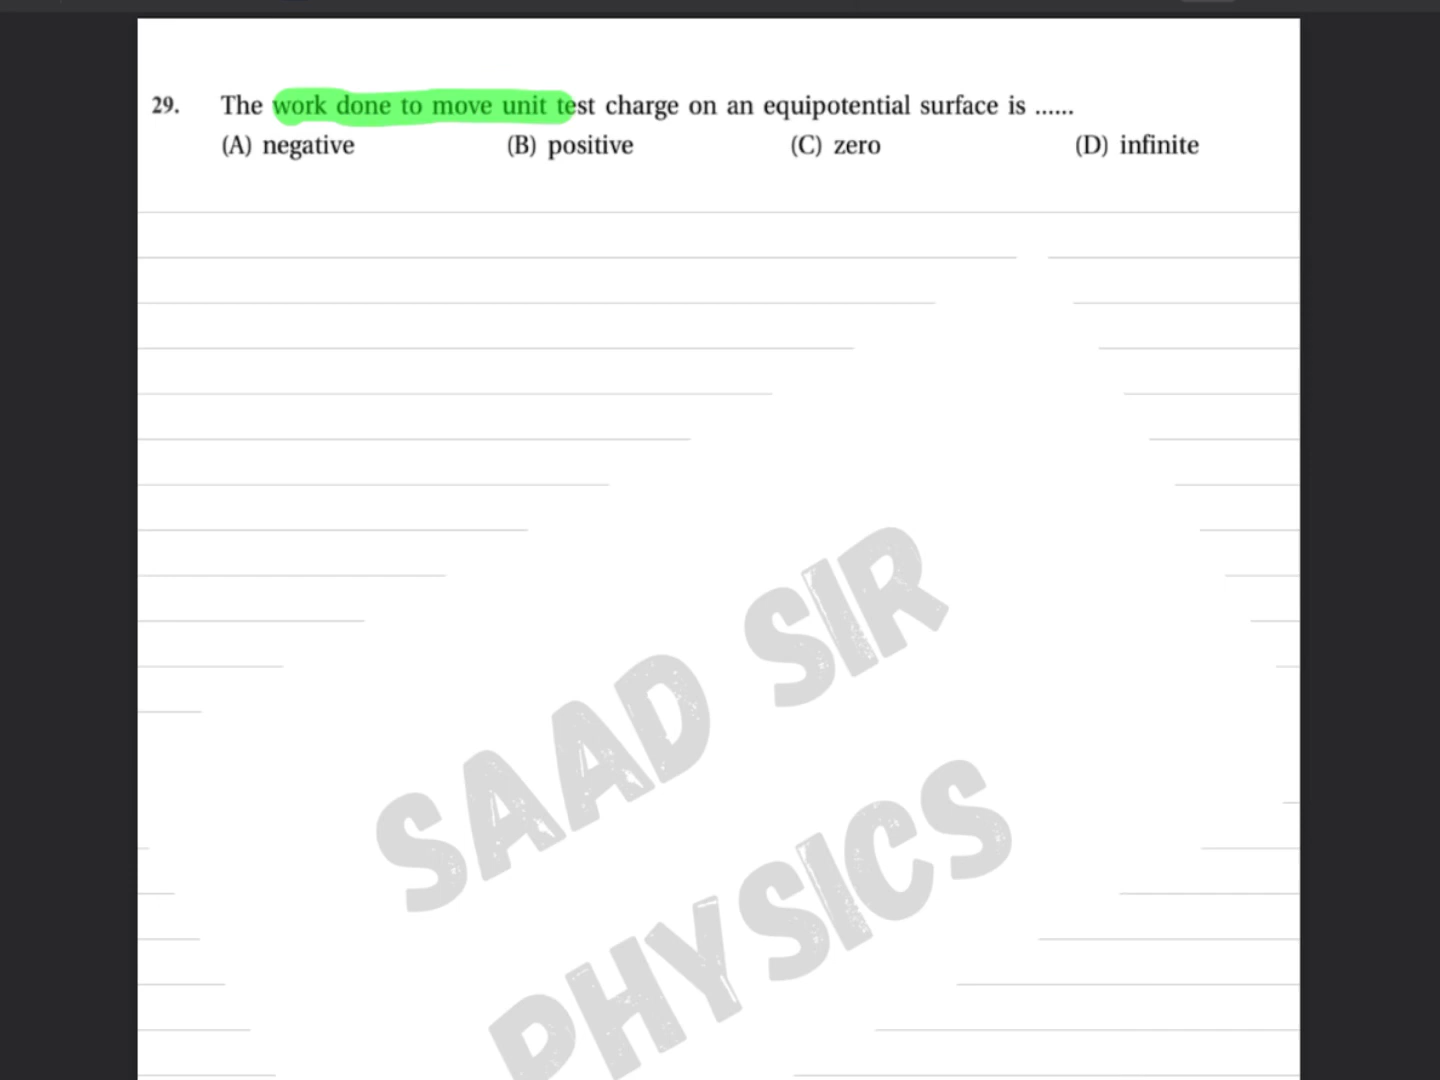 29. The work done to move unit test charge on an equipotential surface is ......
(A) negative (B) positive (C) zero (D) infinite
SAAD SIR
PHYSICS